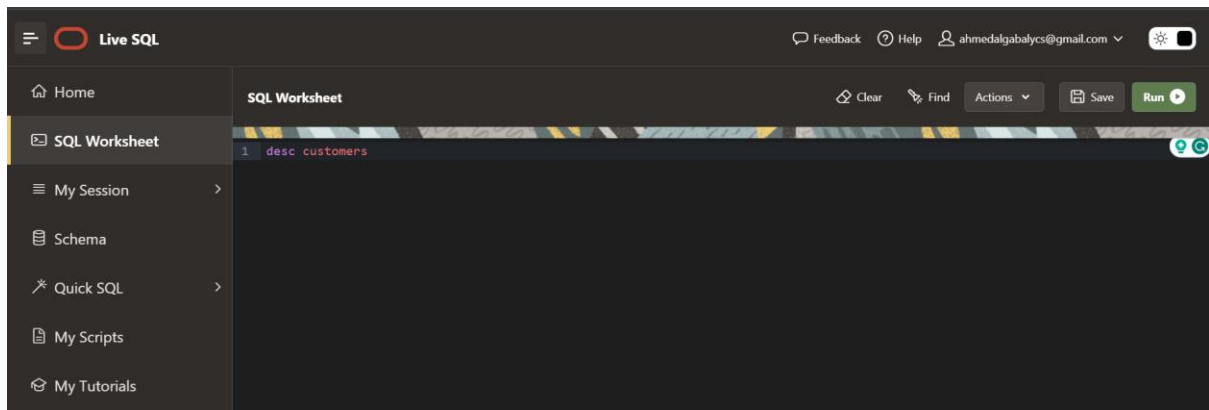 Live SQL
Feedback Help ahmedalgabalycs@gmail.com
Home
SQL Worksheet
Clear Find Actions Save Run
SQL Worksheet
1 desc customers
My Session
Schema
Quick SQL
My Scripts
My Tutorials